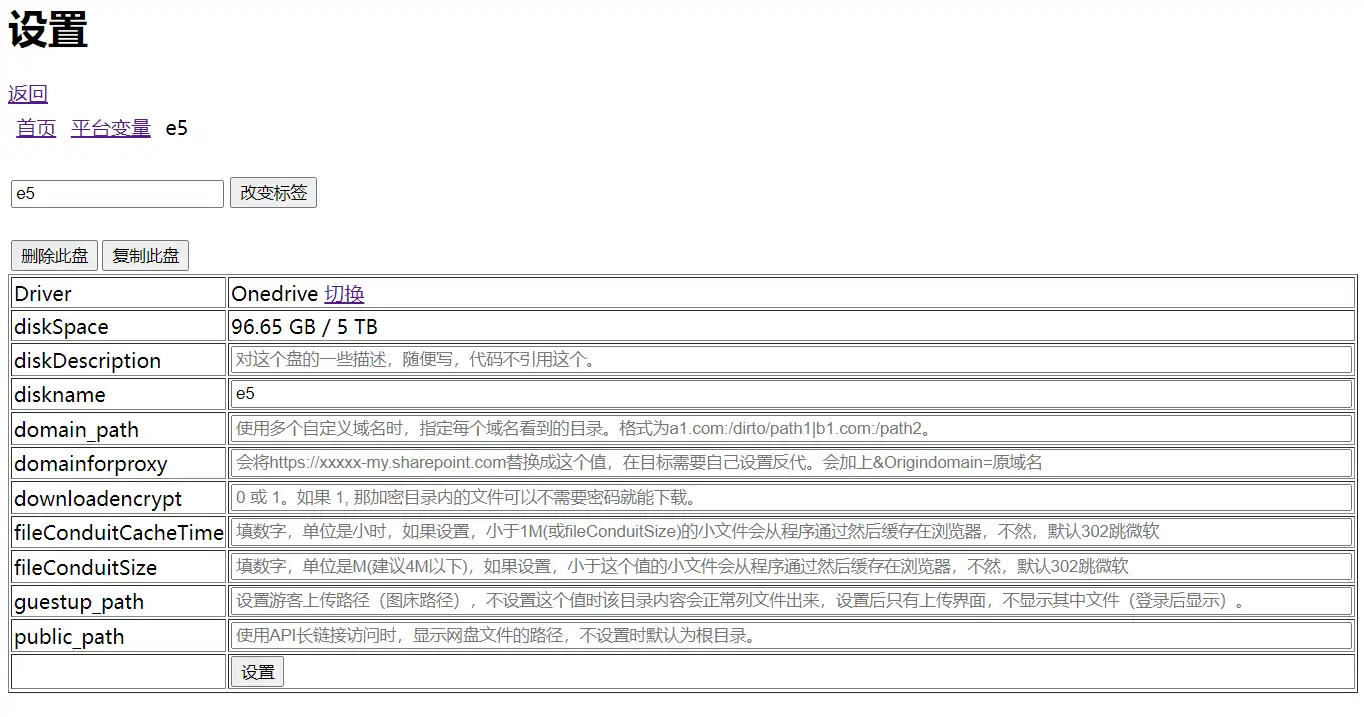 设置
返回
首页 平台变量 e5
e5 改变标签
删除此盘 复制此盘
Driver Onedrive 切换
diskSpace 96.65 GB / 5 TB
diskDescription 对这个盘的一些描述，随便写，代码不引用这个。
diskname e5
domain_path 使用多个自定义域名时，指定每个域名看到的目录。格式为a1.com:/dirto/path1|b1.com:/path2。
domainforproxy 会将https://xxxxx-my.sharepoint.com替换成这个值，在目标需要自己设置反代。会加上&Origindomain=原域名
downloadencrypt 0 或 1。如果 1, 那加密目录内的文件可以不需要密码就能下载。
fileConduitCacheTime 填数字，单位是小时，如果设置，小于1M(或fileConduitSize)的小文件会从程序通过然后缓存在浏览器，不然，默认302跳微软
fileConduitSize 填数字，单位是M(建议4M以下)，如果设置，小于这个值的小文件会从程序通过然后缓存在浏览器，不然，默认302跳微软
guestup_path 设置游客上传路径（图床路径），不设置这个值时该目录内容会正常列文件出来，设置后只有上传界面，不显示其中文件（登录后显示）。
public_path 使用API长链接访问时，显示网盘文件的路径，不设置时默认为根目录。
设置